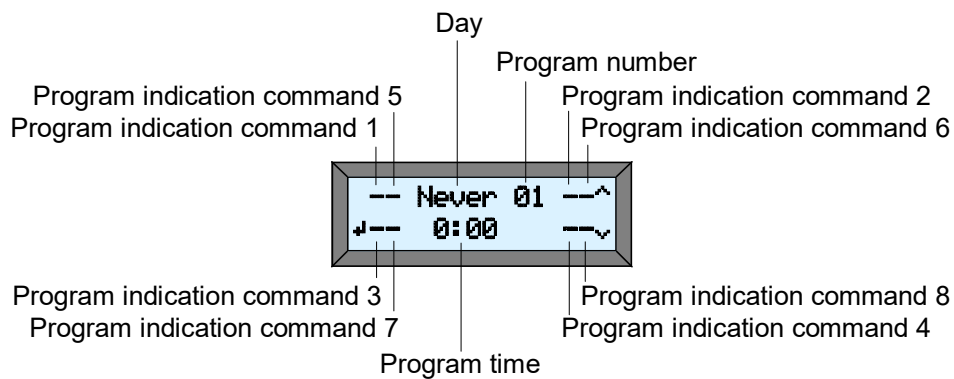 Day
Program number
Program indication command 5 Program indication command 2
Program indication command 1 Program indication command 6
-- Never 01 --^
↲-- 0:00 --⌄
Program indication command 3 Program indication command 8
Program indication command 7 Program indication command 4
Program time